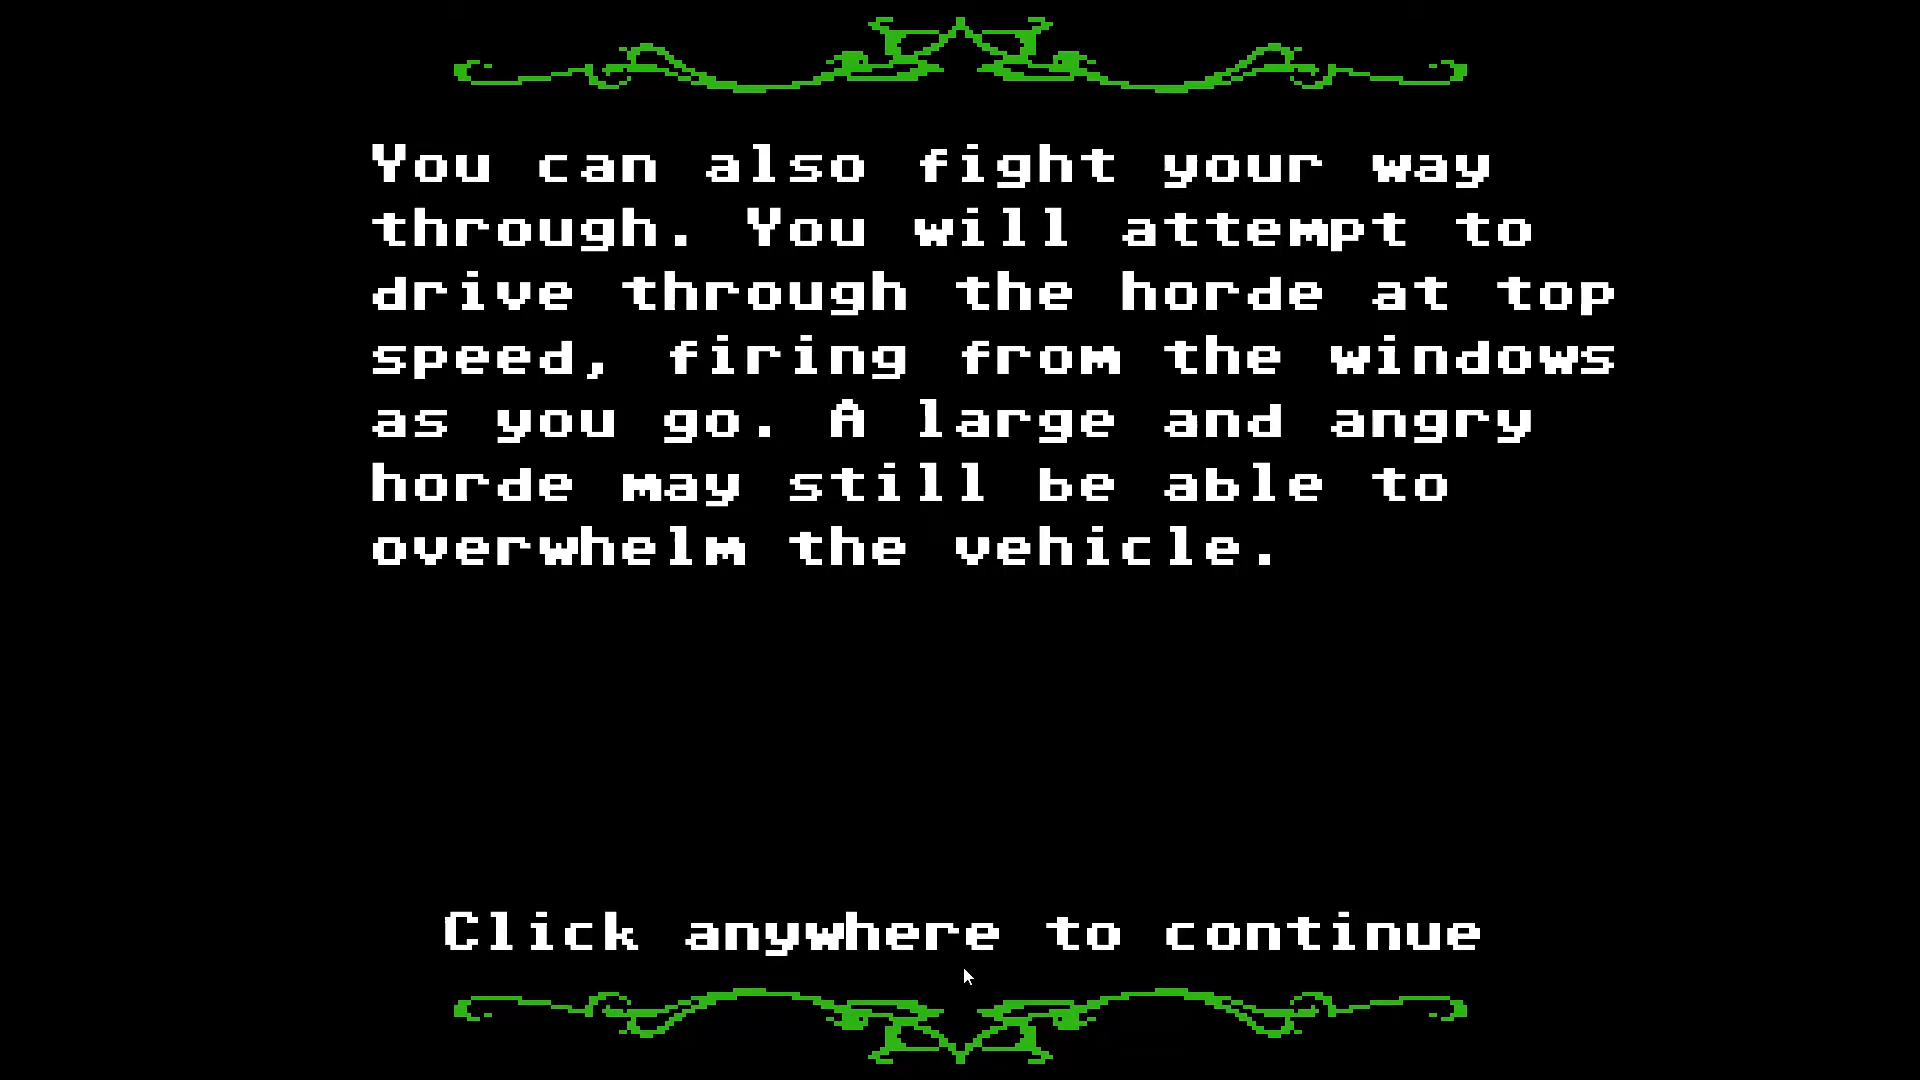 You can also fight your way
through. You will attempt to
drive through the horde at top
speed, firing from the windows
as you go. A large and angry
horde may still be able to
overwhelm the vehicle.
Click anywhere to continue